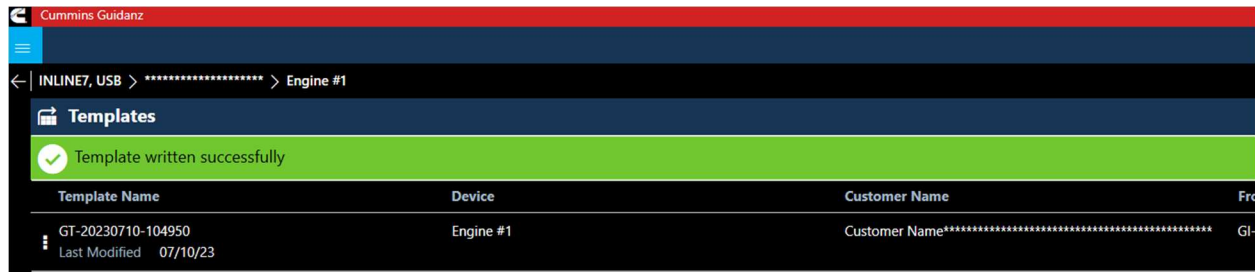 Cummins Guidanz
INLINE7, USB > ******************** > Engine #1
Templates
Template written successfully
Template Name Device Customer Name
GT-20230710-104950 Engine #1 Customer Name***********************************************
Last Modified 07/10/23